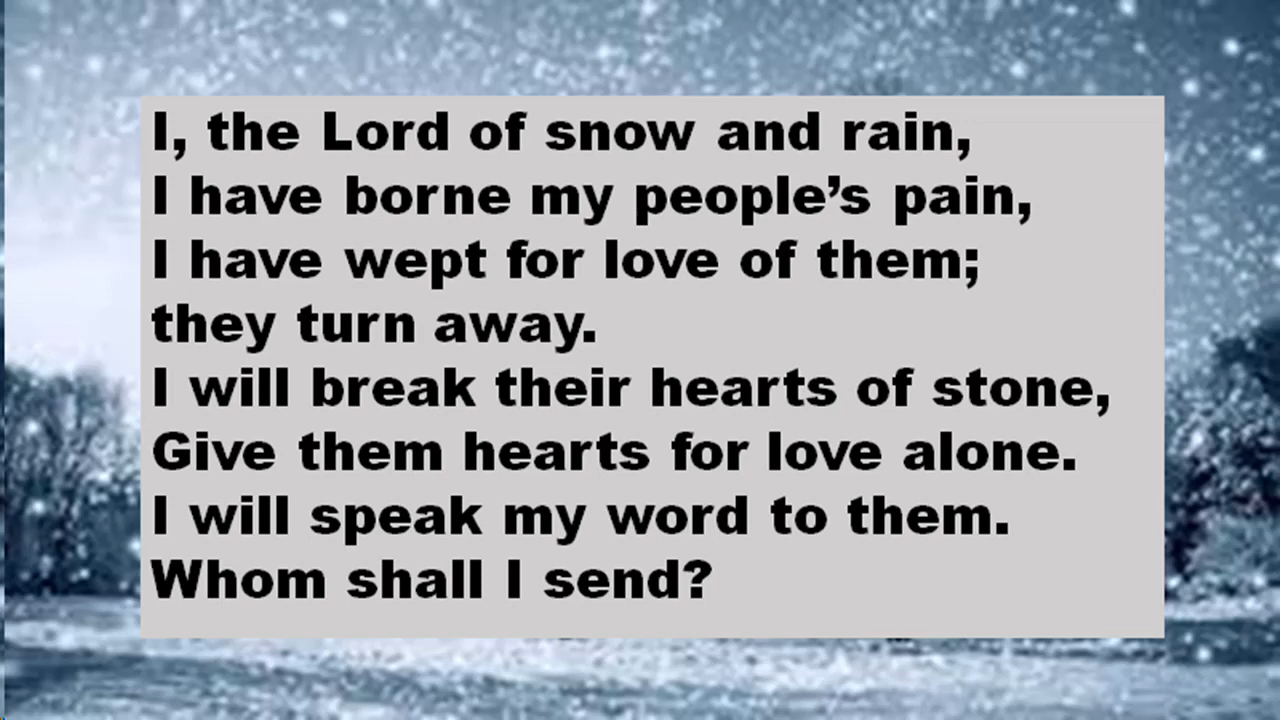 I, the Lord of snow and rain,
I have borne my people’s pain,
I have wept for love of them;
they turn away.
I will break their hearts of stone,
Give them hearts for love alone.
I will speak my word to them.
Whom shall I send?